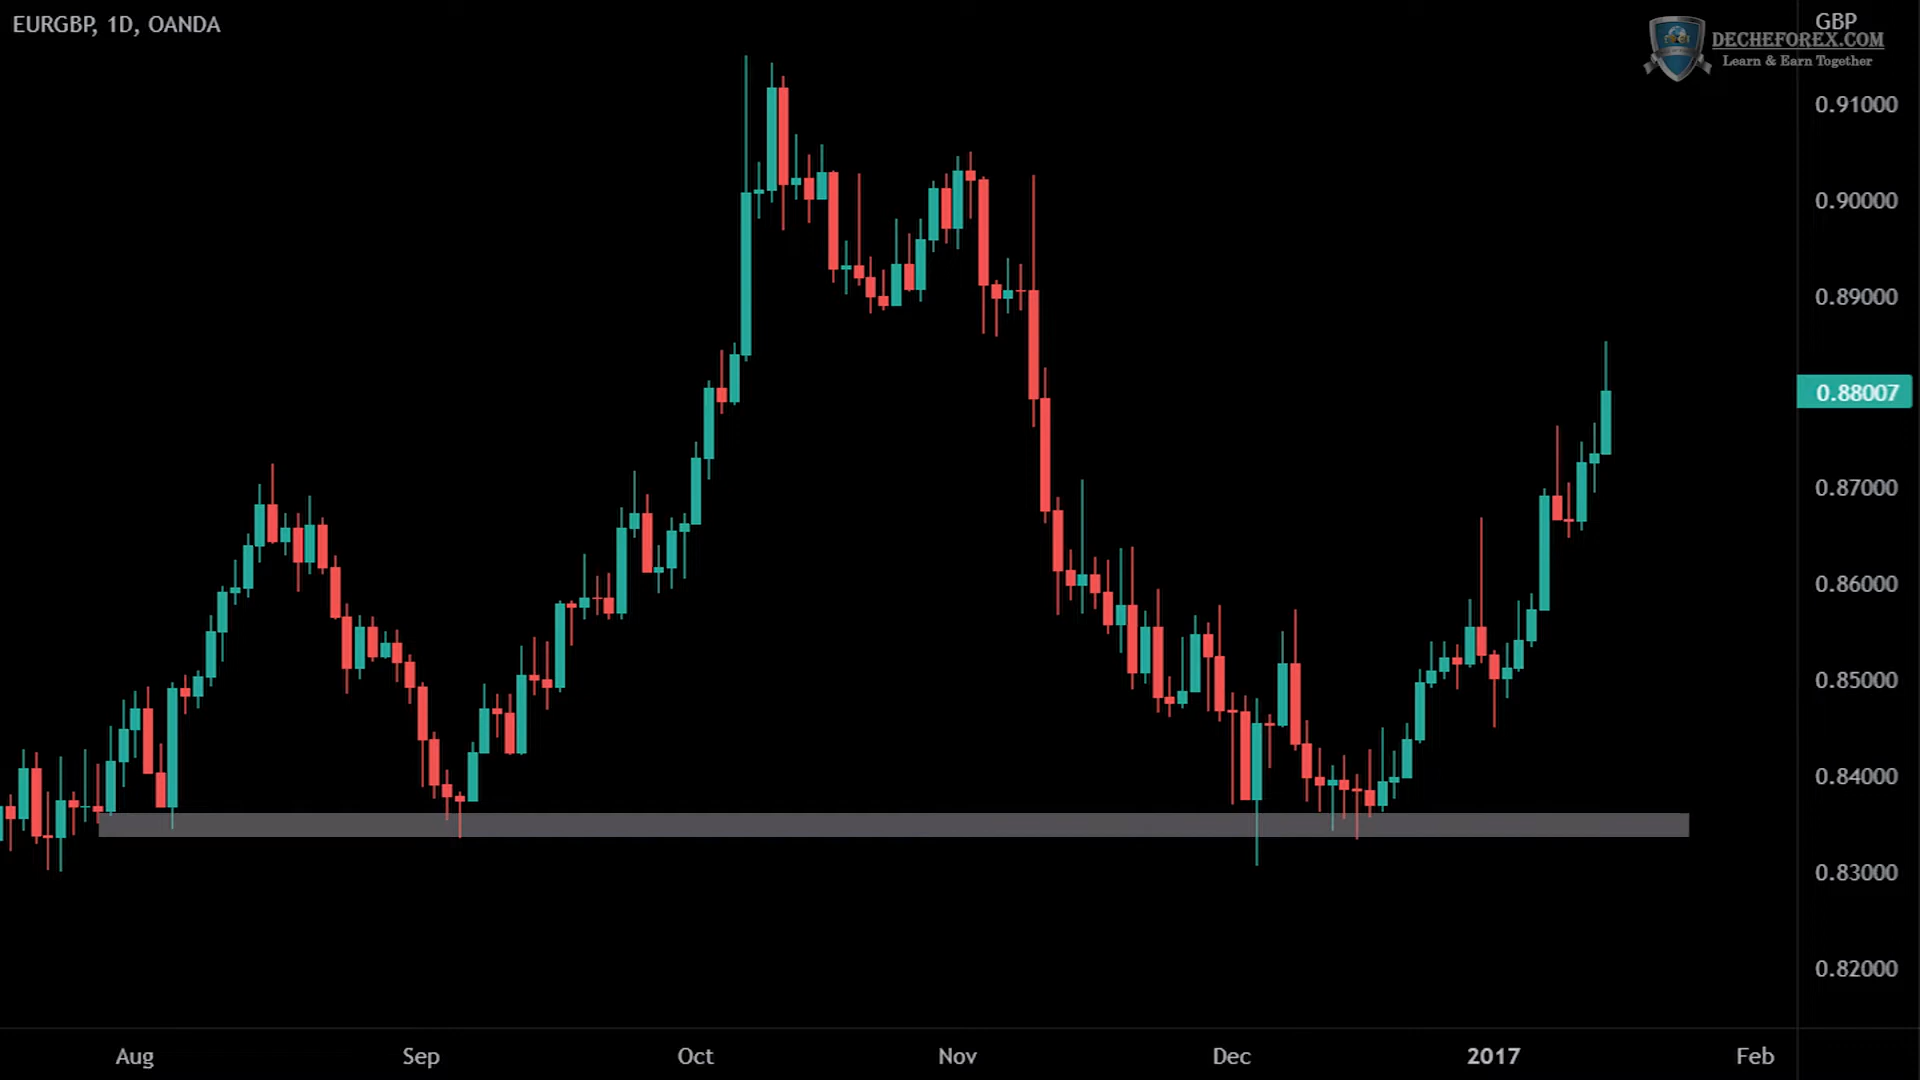 EURGBP, 1D, OANDA
DECHEFOREX.COM
Learn & Earn Together
GBP
0.91000
0.90000
0.89000
0.88007
0.87000
0.86000
0.85000
0.84000
0.83000
0.82000
Aug Sep Oct Nov Dec 2017 Feb